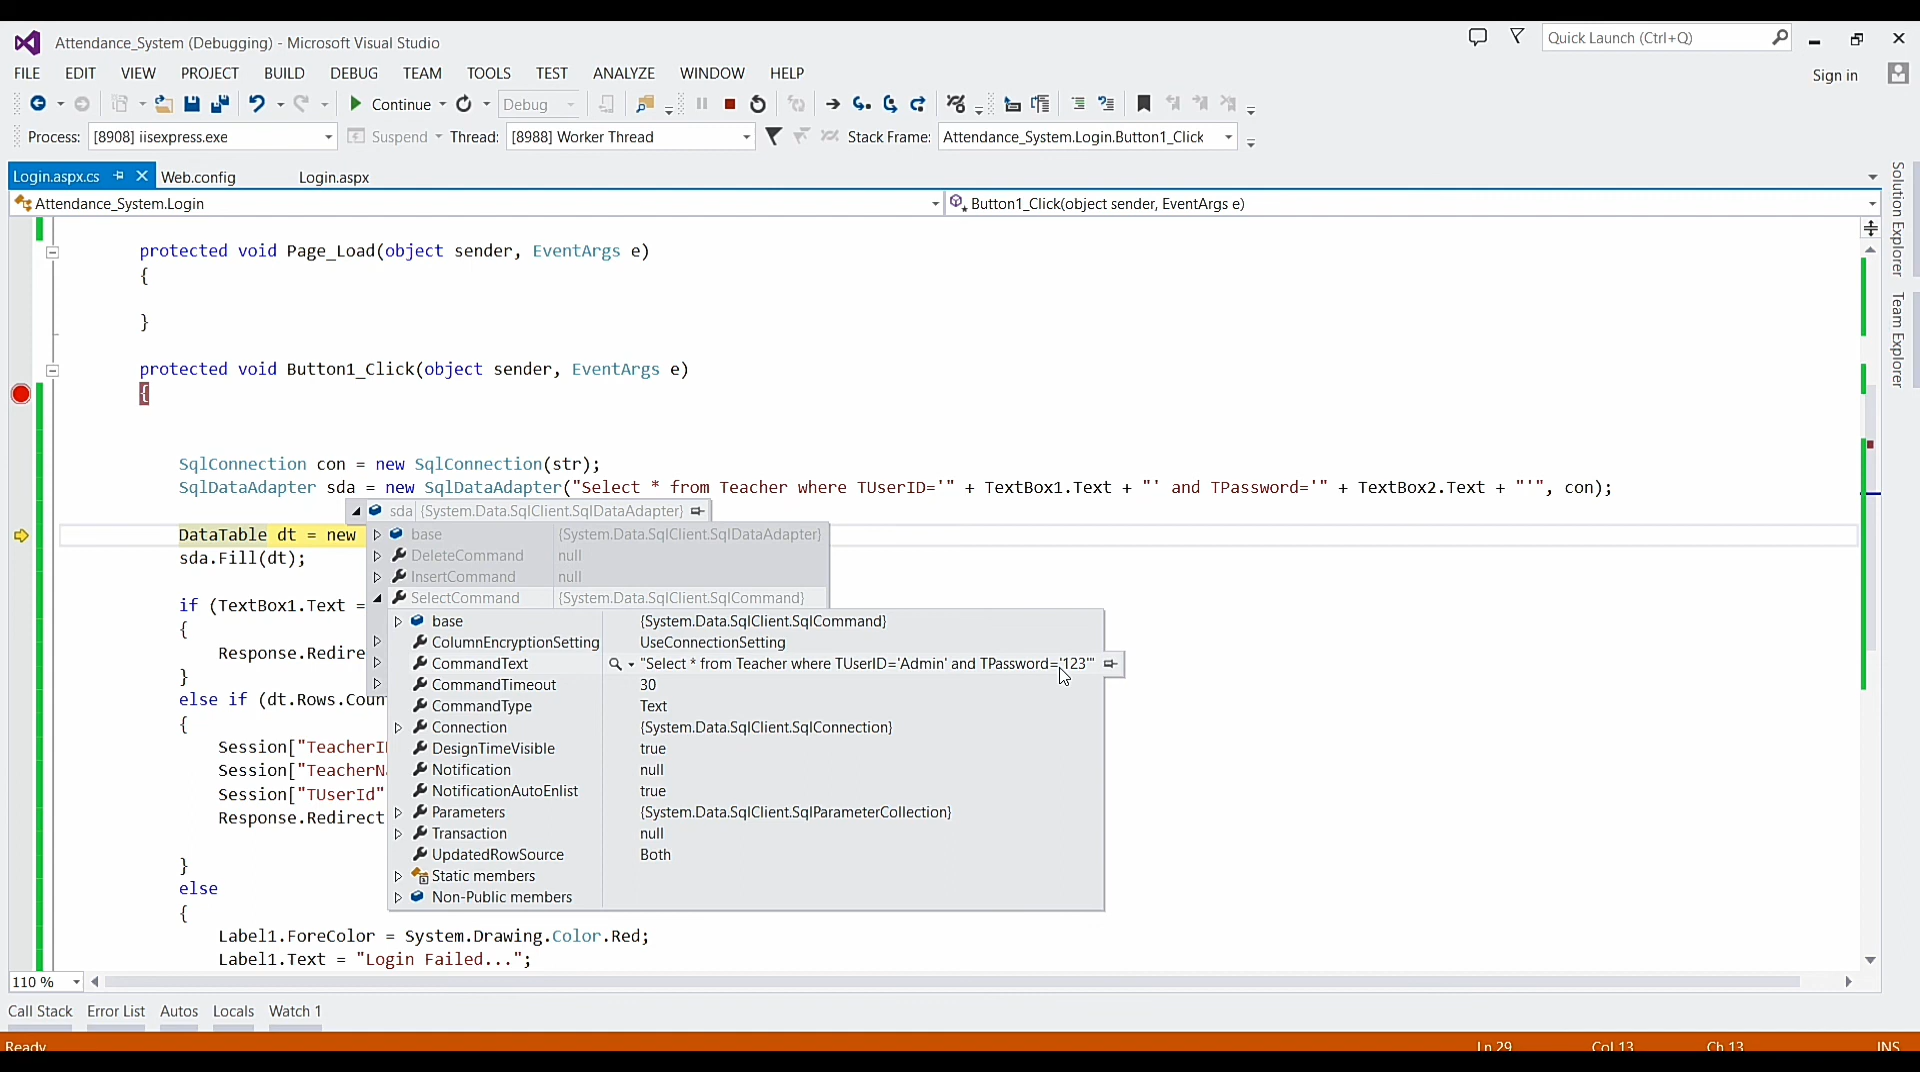 Attendance_System (Debugging) - Microsoft Visual Studio
Quick Launch (Ctrl+Q)
FILE EDIT VIEW PROJECT BUILD DEBUG TEAM TOOLS TEST ANALYZE WINDOW HELP
Sign in
Continue Debug
Process: [8908] iisexpress.exe Suspend Thread: [8988] Worker Thread Stack Frame: Attendance_System.Login.Button1_Click
Login.aspx.cs Web.config Login.aspx
Attendance_System.Login Button1_Click(object sender, EventArgs e)
Solution Explorer
Team Explorer
protected void Page_Load(object sender, EventArgs e)
{
}
protected void Button1_Click(object sender, EventArgs e)
{
SqlConnection con = new SqlConnection(str);
SqlDataAdapter sda = new SqlDataAdapter("Select * from Teacher where TUserID='" + TextBox1.Text + "' and TPassword='" + TextBox2.Text + "'", con);
sda {System.Data.SqlClient.SqlDataAdapter}
DataTable dt = new base {System.Data.SqlClient.SqlDataAdapter}
sda.Fill(dt); DeleteCommand null
InsertCommand null
if (TextBox1.Text = SelectCommand {System.Data.SqlClient.SqlCommand}
{ base {System.Data.SqlClient.SqlCommand}
Response.Redire ColumnEncryptionSetting UseConnectionSetting
CommandText "Select * from Teacher where TUserID='Admin' and TPassword='123'"
} CommandTimeout 30
else if (dt.Rows.Coun CommandType Text
{ Connection {System.Data.SqlClient.SqlConnection}
Session["TeacherI DesignTimeVisible true
Session["TeacherN Notification null
Session["TUserId" NotificationAutoEnlist true
Response.Redirect Parameters {System.Data.SqlClient.SqlParameterCollection}
Transaction null
} UpdatedRowSource Both
else Static members
{ Non-Public members
Label1.ForeColor = System.Drawing.Color.Red;
Label1.Text = "Login Failed...";
110 %
Call Stack Error List Autos Locals Watch 1
Ready Ln 29 Col 13 Ch 13 INS